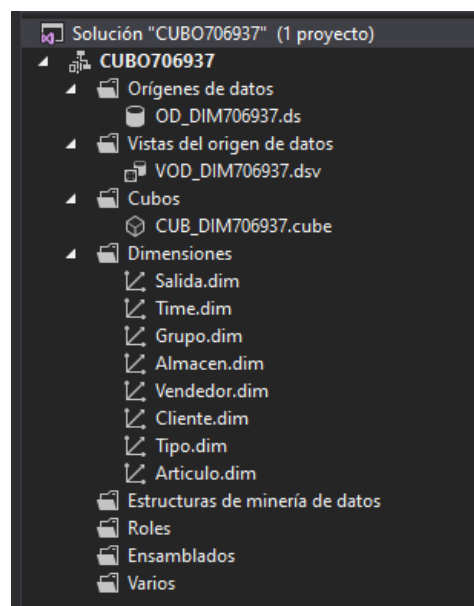 Solución "CUBO706937" (1 proyecto)
CUBO706937
Orígenes de datos
OD_DIM706937.ds
Vistas del origen de datos
VOD_DIM706937.dsv
Cubos
CUB_DIM706937.cube
Dimensiones
Salida.dim
Time.dim
Grupo.dim
Almacen.dim
Vendedor.dim
Cliente.dim
Tipo.dim
Articulo.dim
Estructuras de minería de datos
Roles
Ensamblados
Varios